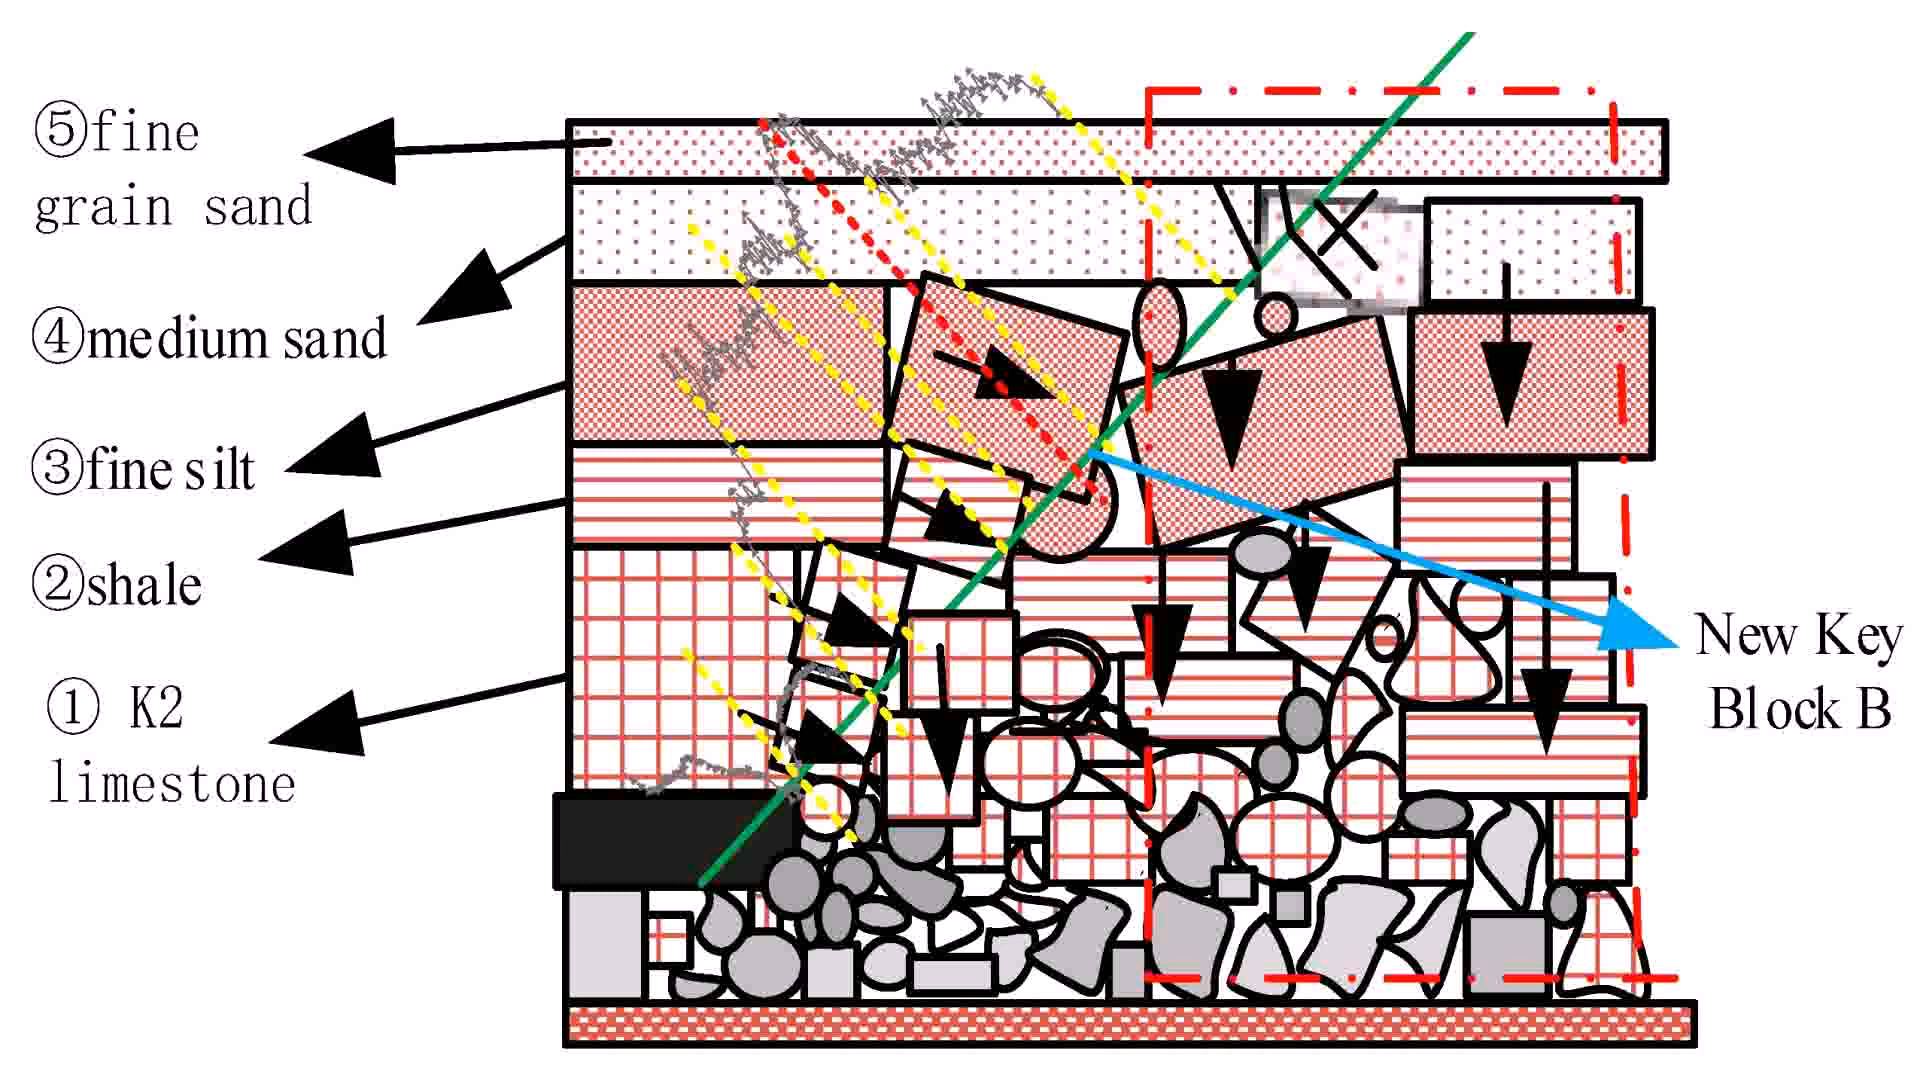 ⑤fine
grain sand
④medium sand
③fine silt
②shale
① K2
limestone
New Key
Block B